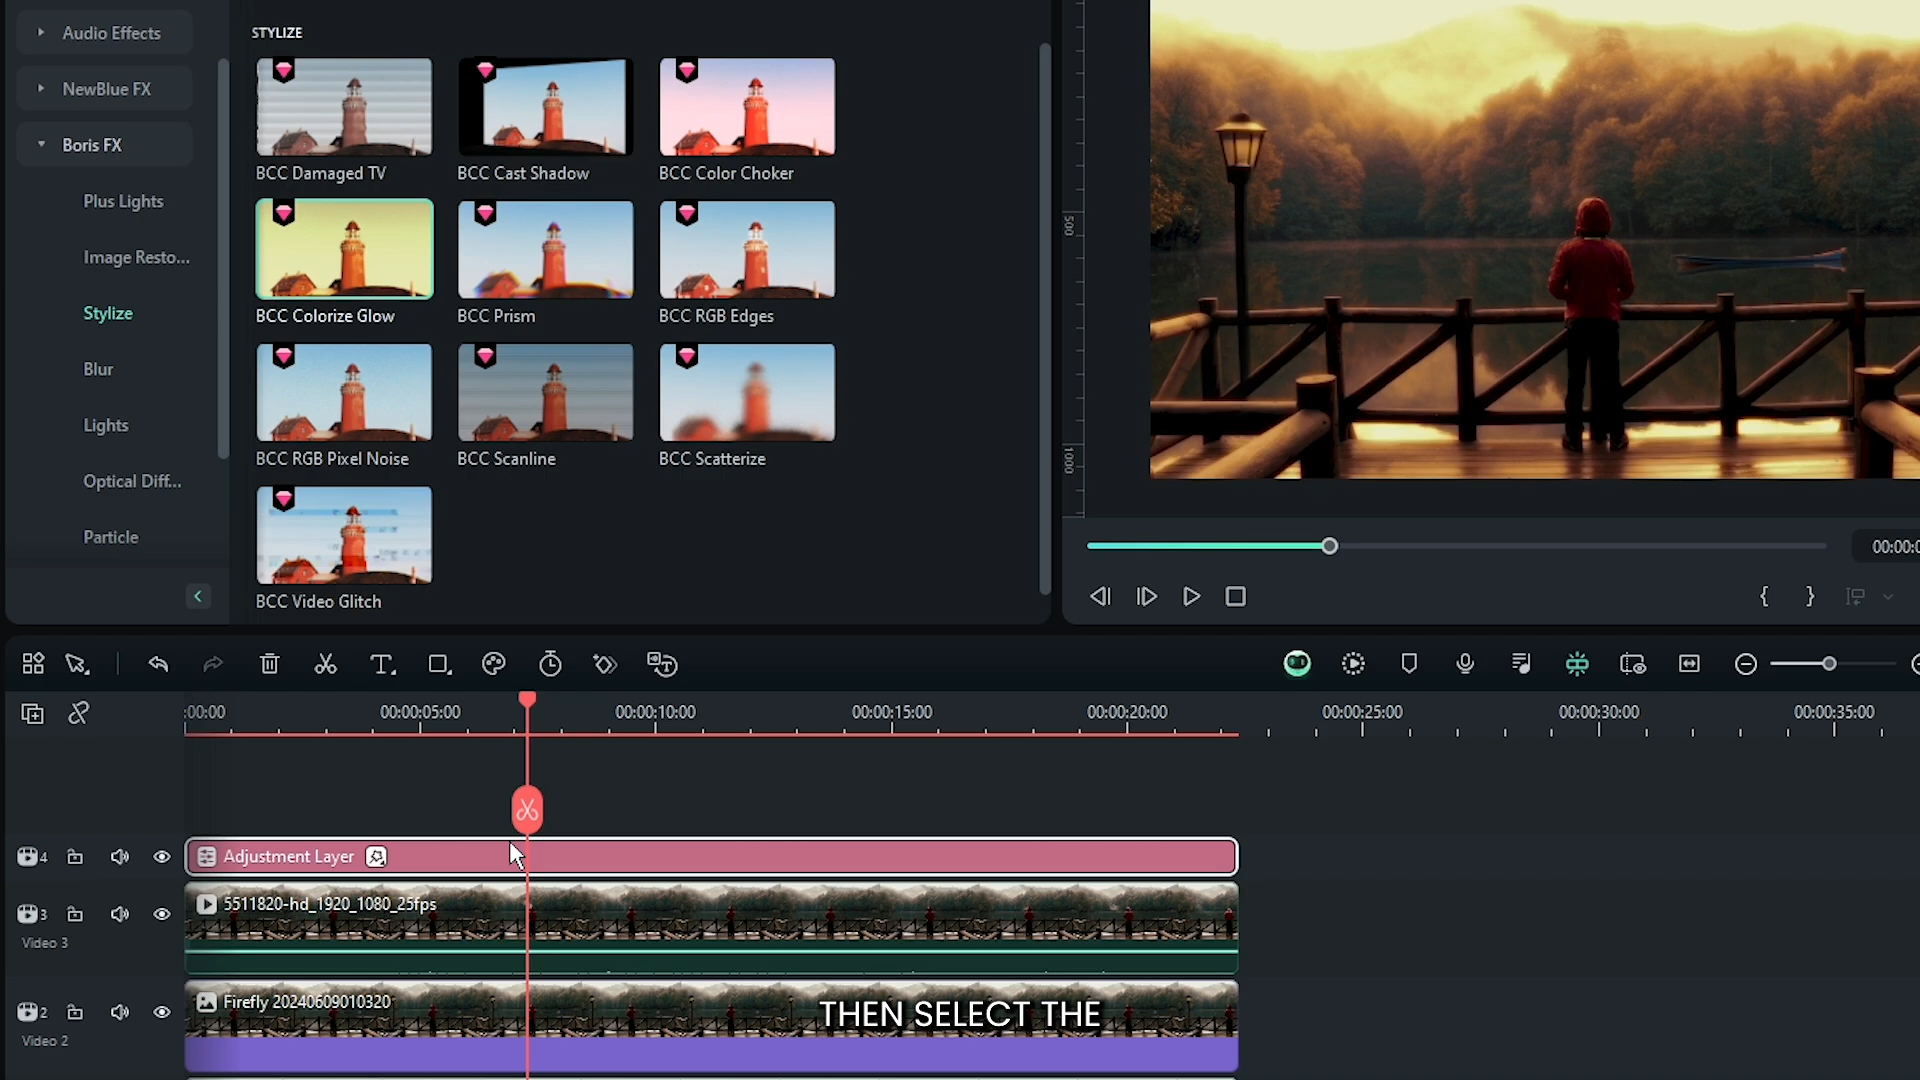 Audio Effects
NewBlue FX
Boris FX
Plus Lights
Image Resto...
Stylize
Blur
Lights
Optical Diff...
Particle
STYLIZE
BCC Damaged TV
BCC Cast Shadow
BCC Color Choker
BCC Colorize Glow
BCC Prism
BCC RGB Edges
BCC RGB Pixel Noise
BCC Scanline
BCC Scatterize
BCC Video Glitch
500
1000
00:00:0
{ }
:00:00 00:00:05:00 00:00:10:00 00:00:15:00 00:00:20:00 00:00:25:00 00:00:30:00 00:00:35:00
4 Adjustment Layer
3 5511820-hd_1920_1080_25fps
Video 3
2 Firefly 20240609010320
Video 2
THEN SELECT THE